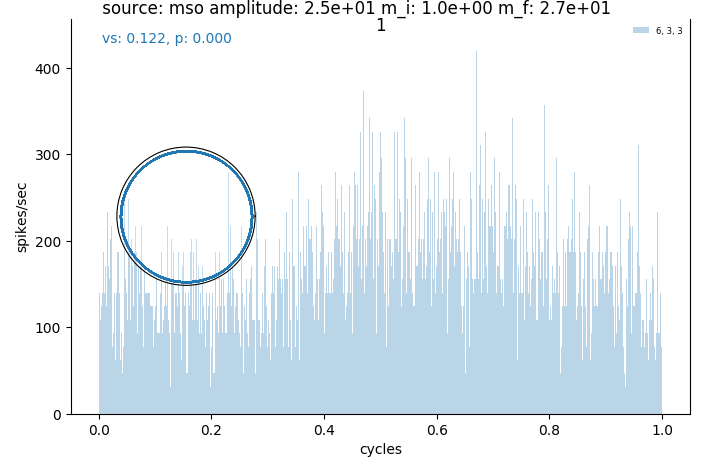 source: mso amplitude: 2.5e+01 m_i: 1.0e+00 m_f: 2.7e+01
1
vs: 0.122, p: 0.000
6, 3, 3
400
300
200
100
0
spikes/sec
0.0 0.2 0.4 0.6 0.8 1.0
cycles